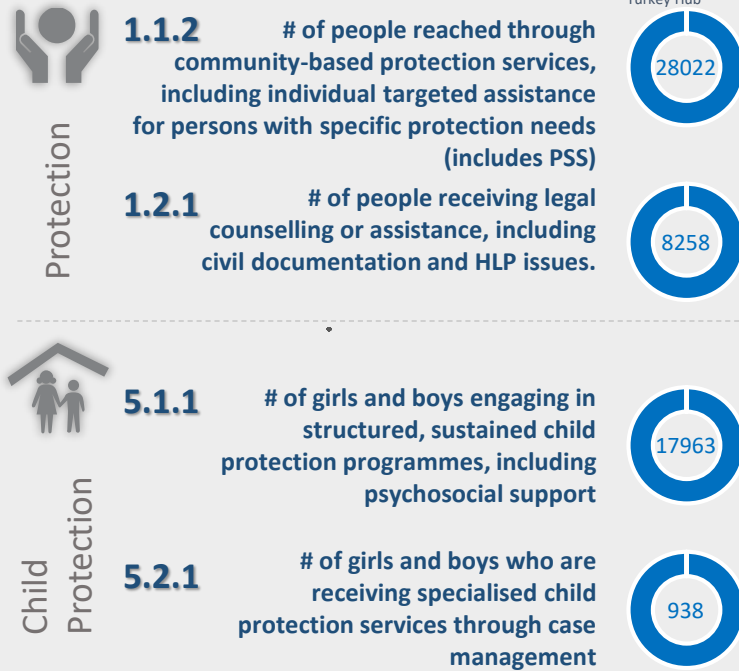 Turkey Hub
Protection
1.1.2 # of people reached through
community-based protection services,
including individual targeted assistance
for persons with specific protection needs
(includes PSS)
28022
1.2.1 # of people receiving legal
counselling or assistance, including
civil documentation and HLP issues.
8258
Child
Protection
5.1.1 # of girls and boys engaging in
structured, sustained child
protection programmes, including
psychosocial support
17963
5.2.1 # of girls and boys who are
receiving specialised child
protection services through case
management
938